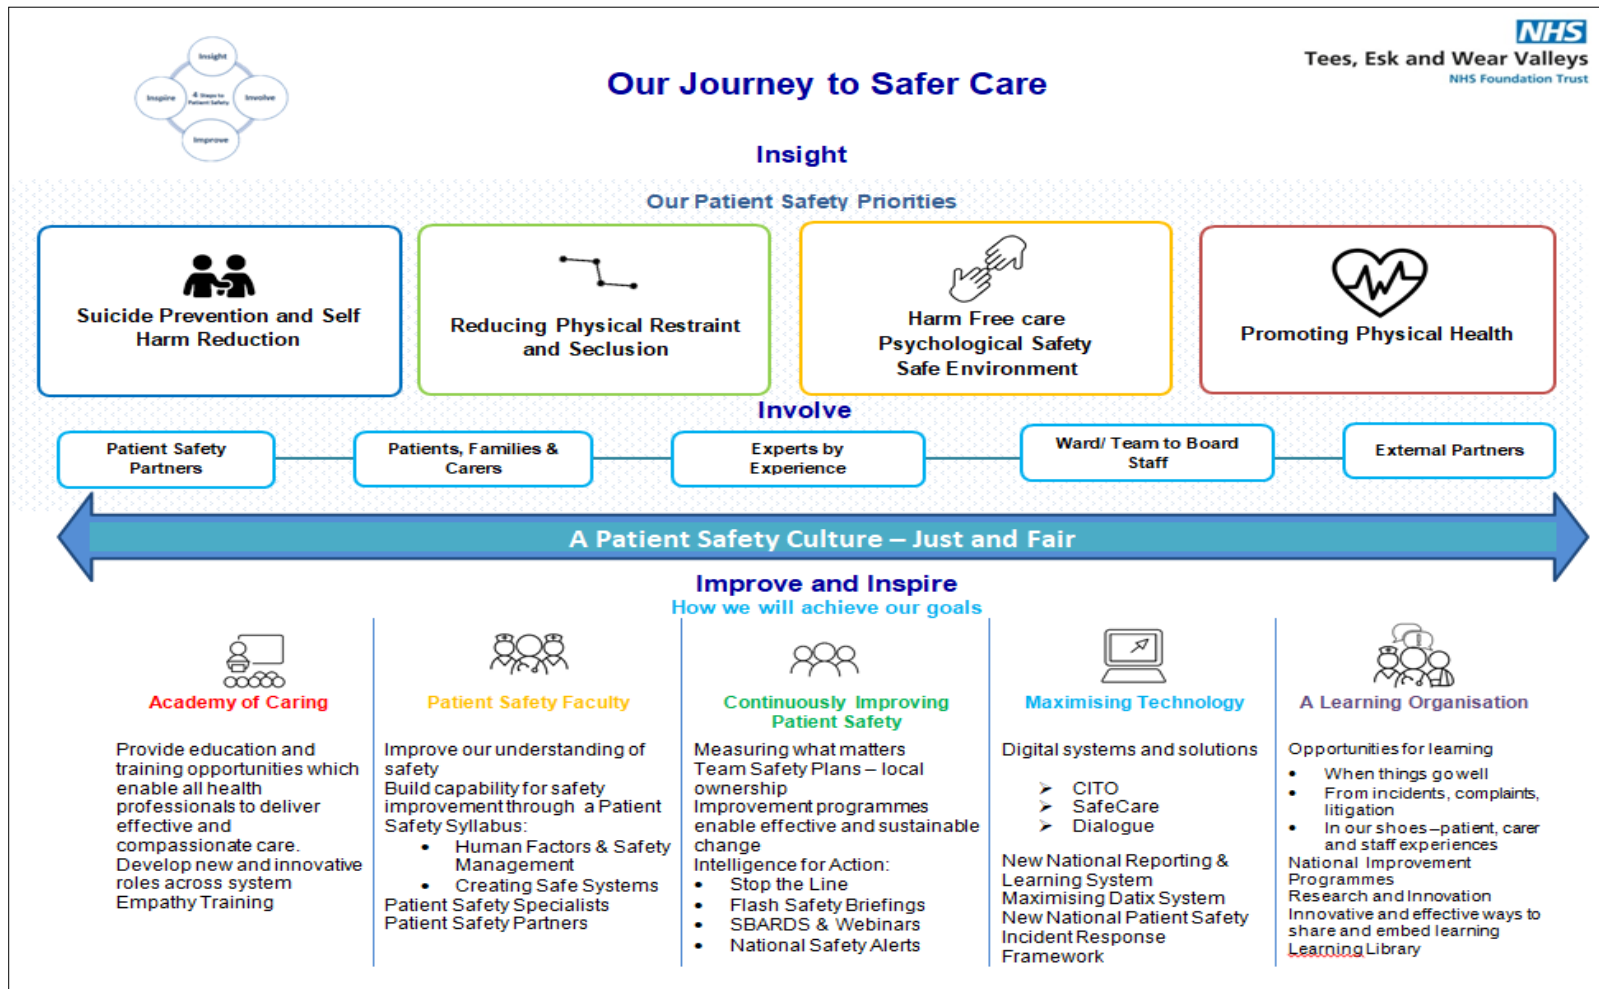 Insight
Inspire
4 Steps to
Patient Safety
Involve
Improve
Our Journey to Safer Care
NHS
Tees, Esk and Wear Valleys
NHS Foundation Trust
Insight
Our Patient Safety Priorities
Suicide Prevention and Self
Harm Reduction
Reducing Physical Restraint
and Seclusion
Harm Free care
Psychological Safety
Safe Environment
Promoting Physical Health
Involve
Patient Safety
Partners
Patients, Families &
Carers
Experts by
Experience
Ward/ Team to Board
Staff
External Partners
A Patient Safety Culture – Just and Fair
Improve and Inspire
How we will achieve our goals
Academy of Caring
Provide education and
training opportunities which
enable all health
professionals to deliver
effective and
compassionate care.
Develop new and innovative
roles across system
Empathy Training
Patient Safety Faculty
Improve our understanding of
safety
Build capability for safety
improvement through a Patient
Safety Syllabus:
• Human Factors & Safety
Management
• Creating Safe Systems
Patient Safety Specialists
Patient Safety Partners
Continuously Improving
Patient Safety
Measuring what matters
Team Safety Plans – local
ownership
Improvement programmes
enable effective and sustainable
change
Intelligence for Action:
• Stop the Line
• Flash Safety Briefings
• SBARDS & Webinars
• National Safety Alerts
Maximising Technology
Digital systems and solutions
➢ CITO
➢ SafeCare
➢ Dialogue
New National Reporting &
Learning System
Maximising Datix System
New National Patient Safety
Incident Response
Framework
A Learning Organisation
Opportunities for learning
• When things go well
• From incidents, complaints,
litigation
• In our shoes –patient, carer
and staff experiences
National Improvement
Programmes
Research and Innovation
Innovative and effective ways to
share and embed learning
Learning Library